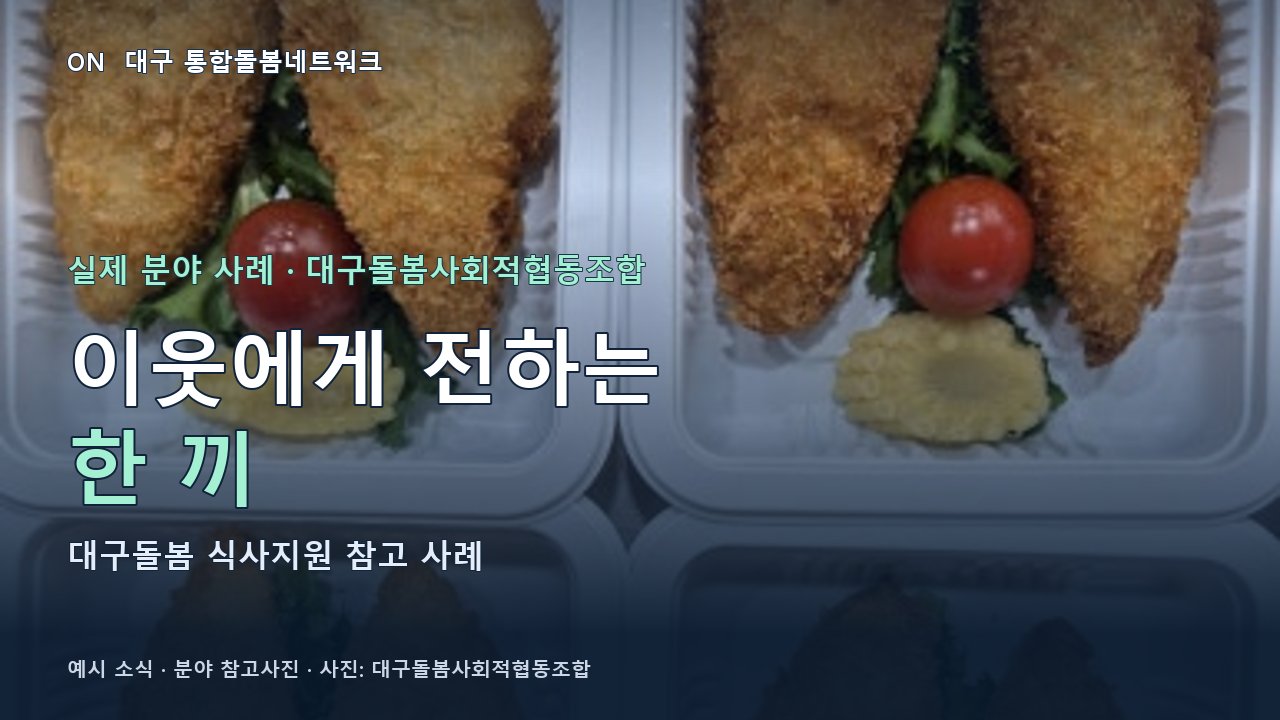 ON 대구 통합돌봄네트워크
실제 분야 사례 · 대구돌봄사회적협동조합
이웃에게 전하는
한 끼
대구돌봄 식사지원 참고 사례
예시 소식 · 분야 참고사진 · 사진: 대구돌봄사회적협동조합